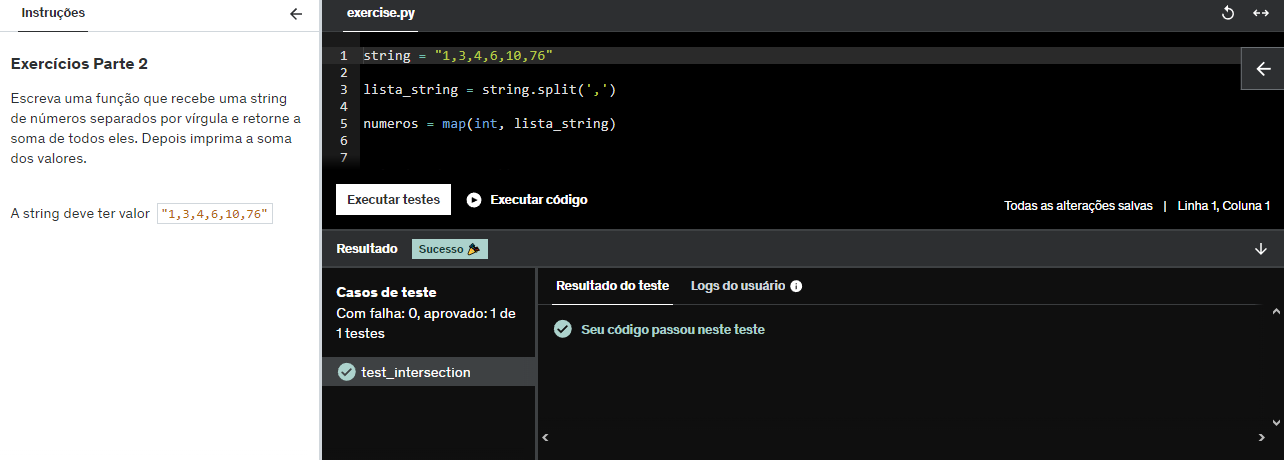 Instruções
Exercícios Parte 2
Escreva uma função que recebe uma string
de números separados por vírgula e retorne a
soma de todos eles. Depois imprima a soma
dos valores.
A string deve ter valor "1,3,4,6,10,76"
exercise.py
1 string = "1,3,4,6,10,76"
2
3 lista_string = string.split(',')
4
5 numeros = map(int, lista_string)
6
7
Executar testes Executar código
Todas as alterações salvas | Linha 1, Coluna 1
Resultado Sucesso
Casos de teste
Com falha: 0, aprovado: 1 de
1 testes
test_intersection
Resultado do teste Logs do usuário
Seu código passou neste teste